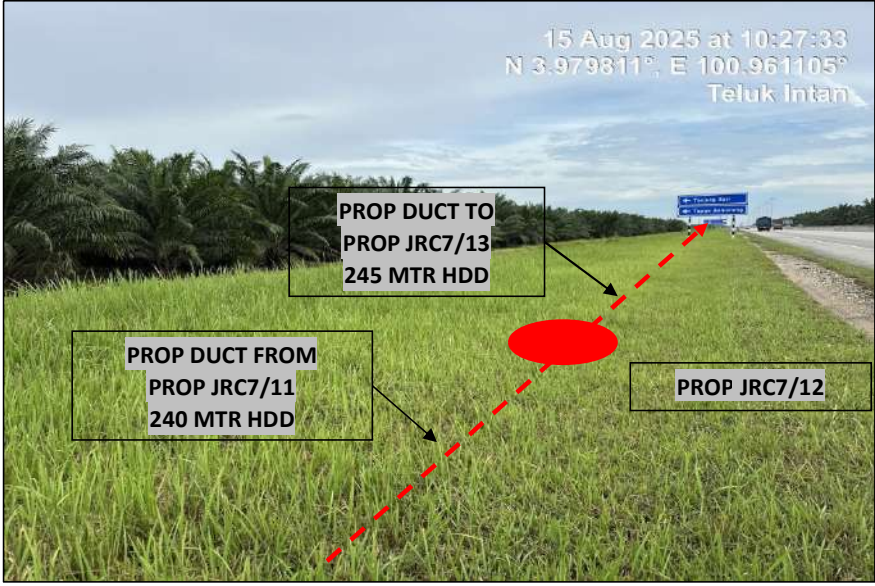 15 Aug 2025 at 10:27:33
N 3.979811°, E 100.961105°
Teluk Intan
PROP DUCT TO
PROP JRC7/13
245 MTR HDD
PROP DUCT FROM
PROP JRC7/11
240 MTR HDD
PROP JRC7/12